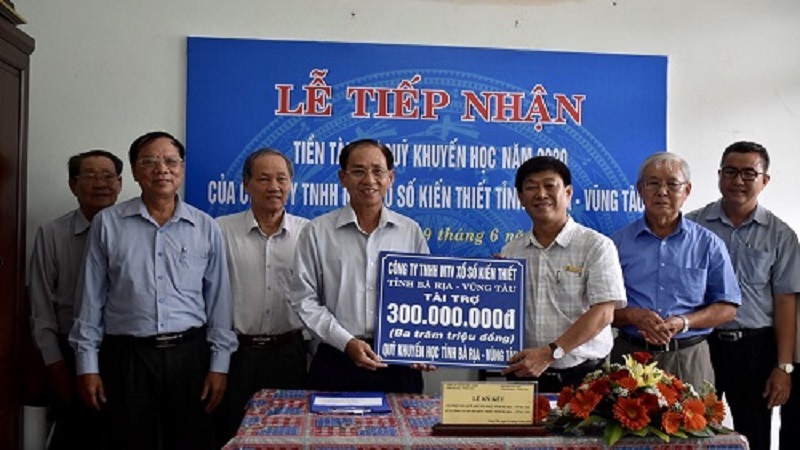 LỄ TIẾP NHẬN
TIỀN TÀI QUỸ KHUYẾN HỌC NĂM 2020
CỦA CÔNG TY TNHH XỔ SỐ KIẾN THIẾT TỈNH - VŨNG TÀU
9 tháng 6
CÔNG TY TNHH MTV XỔ SỐ KIẾN THIẾT
TỈNH BÀ RỊA - VŨNG TÀU
TÀI TRỢ
300.000.000đ
(Ba trăm triệu đồng)
QUỸ KHUYẾN HỌC TỈNH BÀ RỊA - VŨNG TÀU
LỄ KÝ KẾT